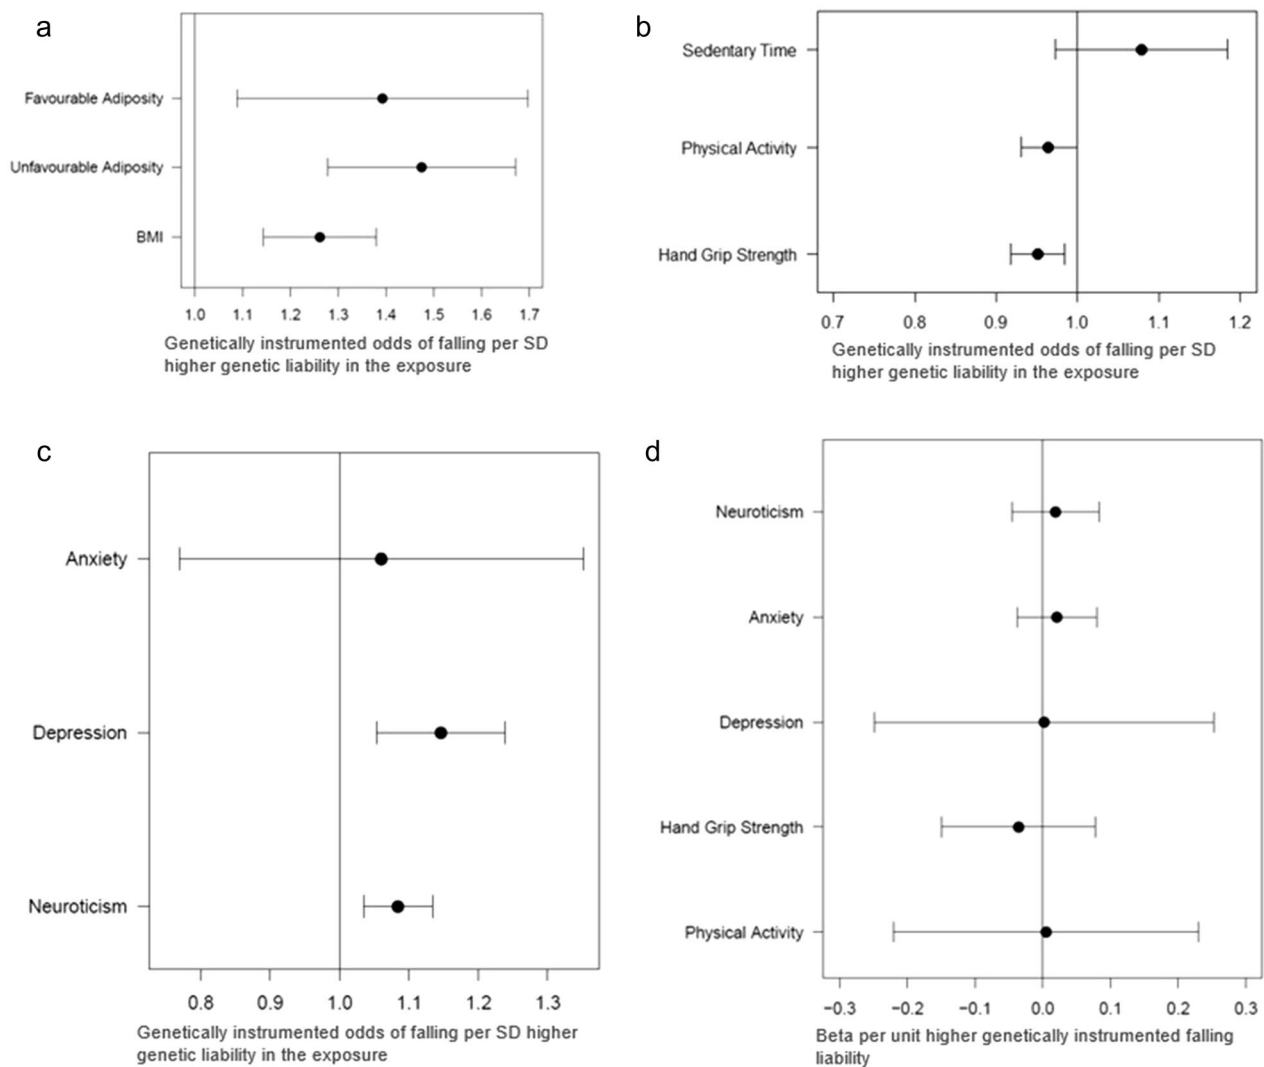 a
Favourable Adiposity
Unfavourable Adiposity
BMI
1.0 1.1 1.2 1.3 1.4 1.5 1.6 1.7
Genetically instrumented odds of falling per SD
higher genetic liability in the exposure
b
Sedentary Time
Physical Activity
Hand Grip Strength
0.7 0.8 0.9 1.0 1.1 1.2
Genetically instrumented odds of falling per SD
higher genetic liability in the exposure
c
Anxiety
Depression
Neuroticism
0.8 0.9 1.0 1.1 1.2 1.3
Genetically instrumented odds of falling per SD higher
genetic liability in the exposure
d
Neuroticism
Anxiety
Depression
Hand Grip Strength
Physical Activity
−0.3 −0.2 −0.1 0.0 0.1 0.2 0.3
Beta per unit higher genetically instrumented falling
liability